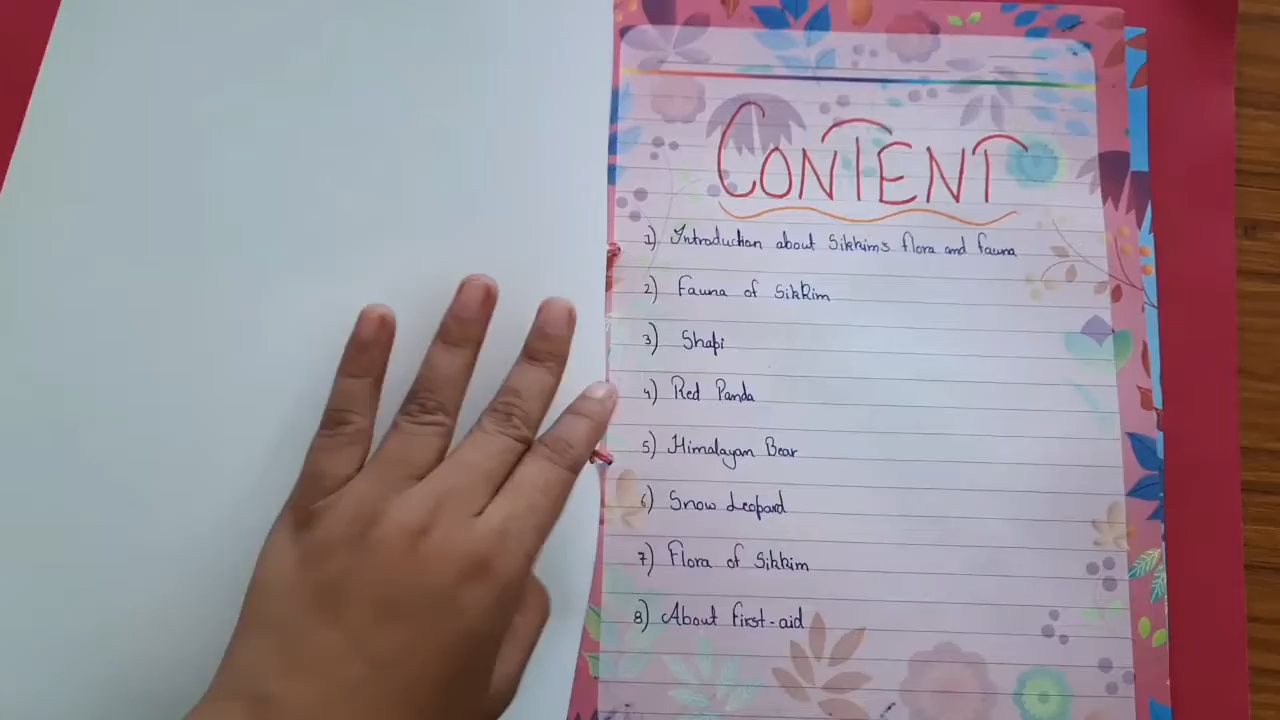 CONTENT
1) Introduction about Sikkim's flora and fauna
2) Fauna of Sikkim
3) Shapi
4) Red Panda
5) Himalayan Bear
6) Snow Leopard
7) Flora of Sikkim
8) About First-aid